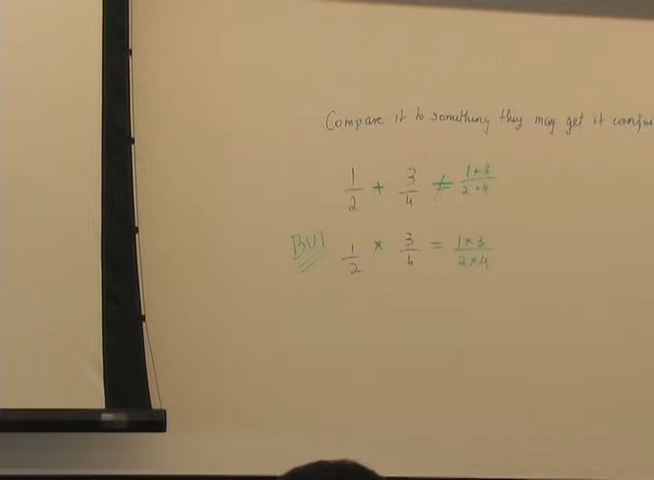 Compare it to something they may get it
1/2 + 3/4 ≠ 1+3/2+4
BUT 1/2 × 3/4 = 1×3/2×4